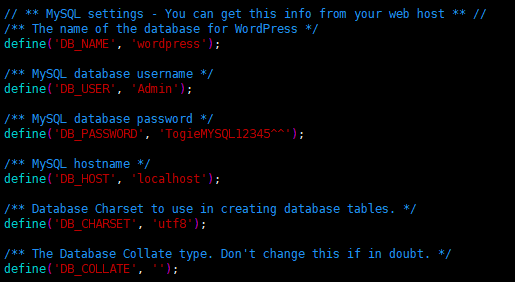 // ** MySQL settings - You can get this info from your web host ** //
/** The name of the database for WordPress */
define('DB_NAME', 'wordpress');
/** MySQL database username */
define('DB_USER', 'Admin');
/** MySQL database password */
define('DB_PASSWORD', 'TogieMYSQL12345^^');
/** MySQL hostname */
define('DB_HOST', 'localhost');
/** Database Charset to use in creating database tables. */
define('DB_CHARSET', 'utf8');
/** The Database Collate type. Don't change this if in doubt. */
define('DB_COLLATE', '');